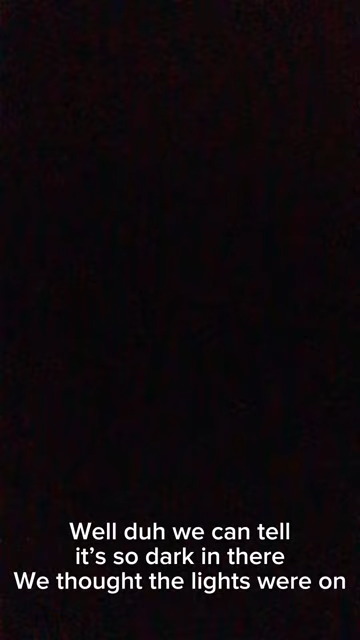 Well duh we can tell
it’s so dark in there
We thought the lights were on